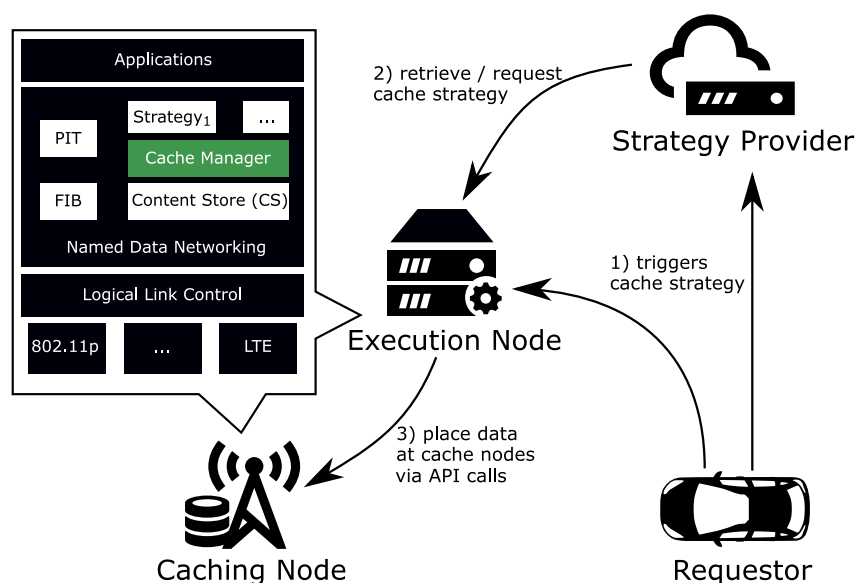 Applications
PIT
Strategy1
...
Cache Manager
FIB
Content Store (CS)
Named Data Networking
Logical Link Control
802.11p
...
LTE
2) retrieve / request
cache strategy
Strategy Provider
1) triggers
cache strategy
Execution Node
3) place data
at cache nodes
via API calls
Caching Node
Requestor